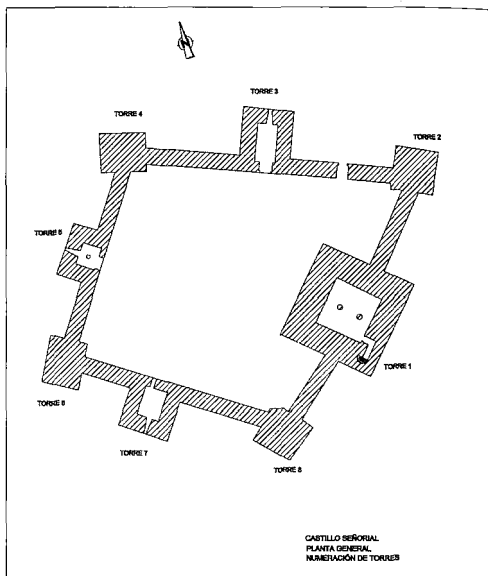 N
TORRE 3
TORRE 4
TORRE 2
TORRE 5
TORRE 1
TORRE 6
TORRE 7
TORRE 8
CASTILLO SEÑORIAL
PLANTA GENERAL
NUMERACIÓN DE TORRES